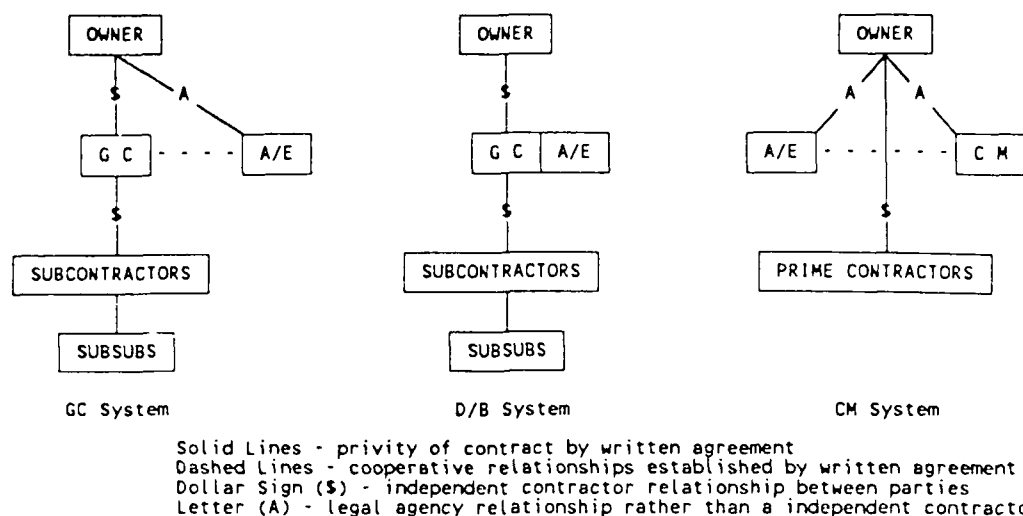 OWNER OWNER OWNER
$ A $ A A
G C A/E G C A/E A/E C M
$ $ $
SUBCONTRACTORS SUBCONTRACTORS PRIME CONTRACTORS
SUBSUBS SUBSUBS
GC System D/B System CM System
Solid Lines - privity of contract by written agreement
Dashed Lines - cooperative relationships established by written agreement
Dollar Sign ($) - independent contractor relationship between parties
Letter (A) - legal agency relationship rather than a independent contracto